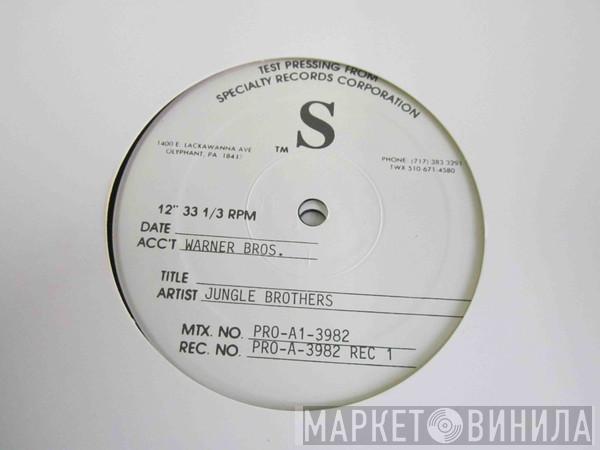 TEST PRESSING FROM
SPECIALTY RECORDS CORPORATION
S
TM
1400 E. LACKAWANNA AVE
OLYPHANT, PA 18447
PHONE (717) 383 3291
TWX 510 671-4580
12" 33 1/3 RPM
DATE
ACC'T WARNER BROS.
TITLE
ARTIST JUNGLE BROTHERS
MTX. NO. PRO-A1-3982
REC. NO. PRO-A-3982 REC 1
МАРКЕТ ВИНИЛА